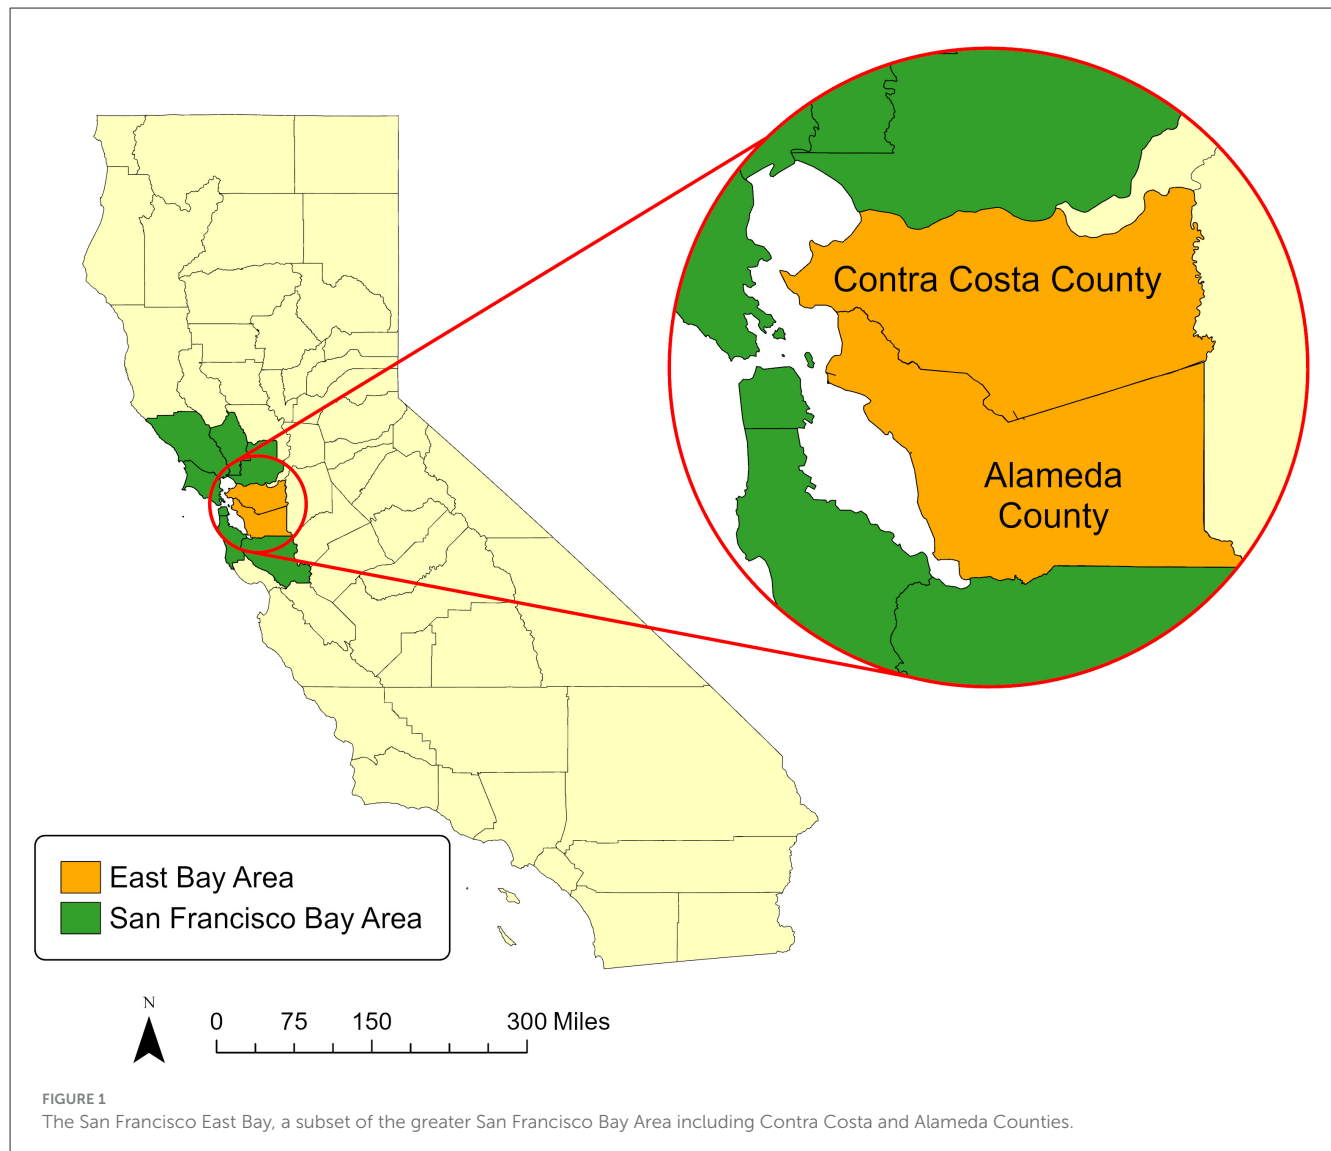 Contra Costa County
Alameda
County
East Bay Area
San Francisco Bay Area
N
0 75 150 300 Miles
FIGURE 1
The San Francisco East Bay, a subset of the greater San Francisco Bay Area including Contra Costa and Alameda Counties.